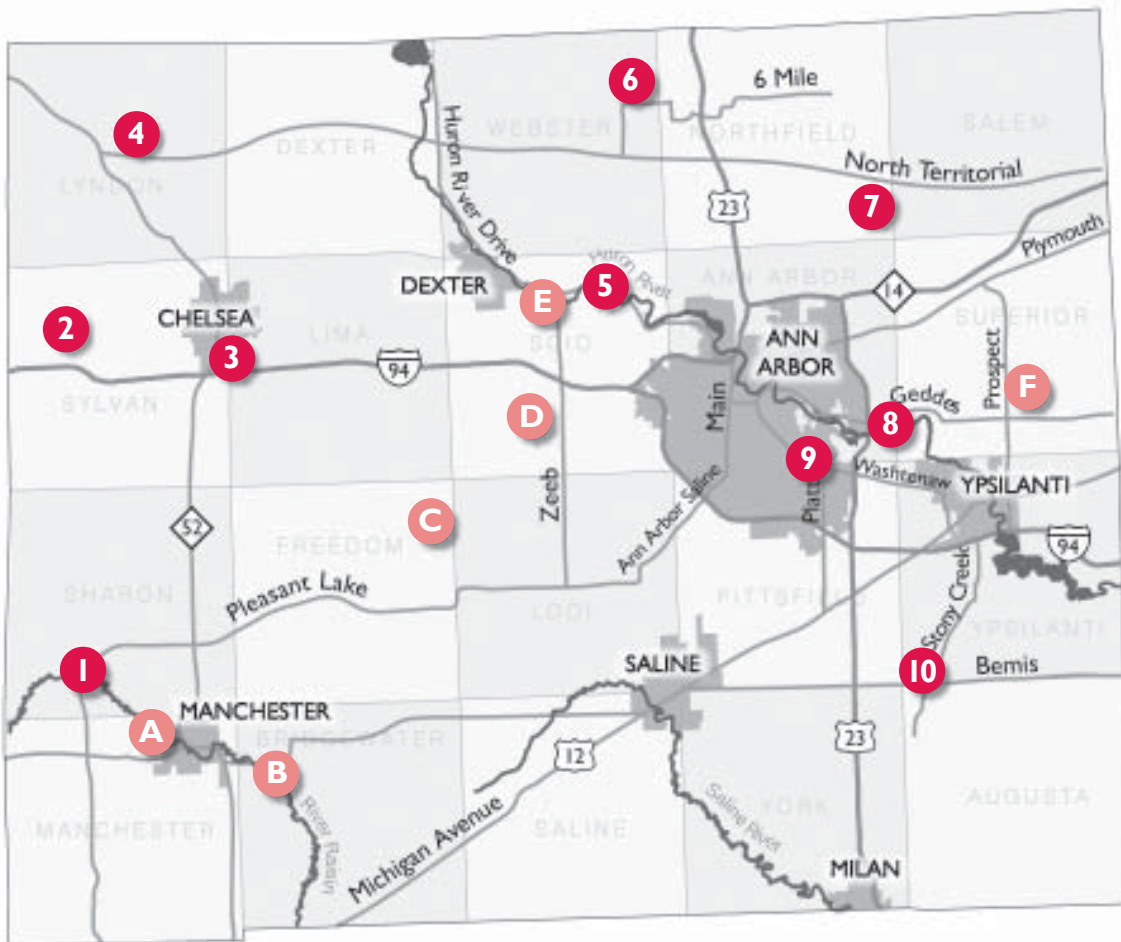 6
6 Mile
4
WEBSTER
NORTHFIELD
SALEM
DEXTER
Huron River Drive
LYNDON
North Territorial
23
7
Plymouth
DEXTER
E
5
Huron River
ANN ARBOR
14
CHELSEA
2
LIMA
SCIO
ANN
ARBOR
SUPERIOR
3
94
Prospect
SYLVAN
D
Main
Geddes
F
8
9
Washtenaw
YPSILANTI
Platt
Zeeb
Ann Arbor Saline
C
52
FREEDOM
94
SHARON
Pleasant Lake
LODI
PITTSFIELD
Stony Creek
YPSILANTI
1
SALINE
10
Bemis
A
MANCHESTER
BRIDGEWATER
B
12
23
River Raisin
Michigan Avenue
SALINE
Saline River
YORK
AUGUSTA
MANCHESTER
MILAN